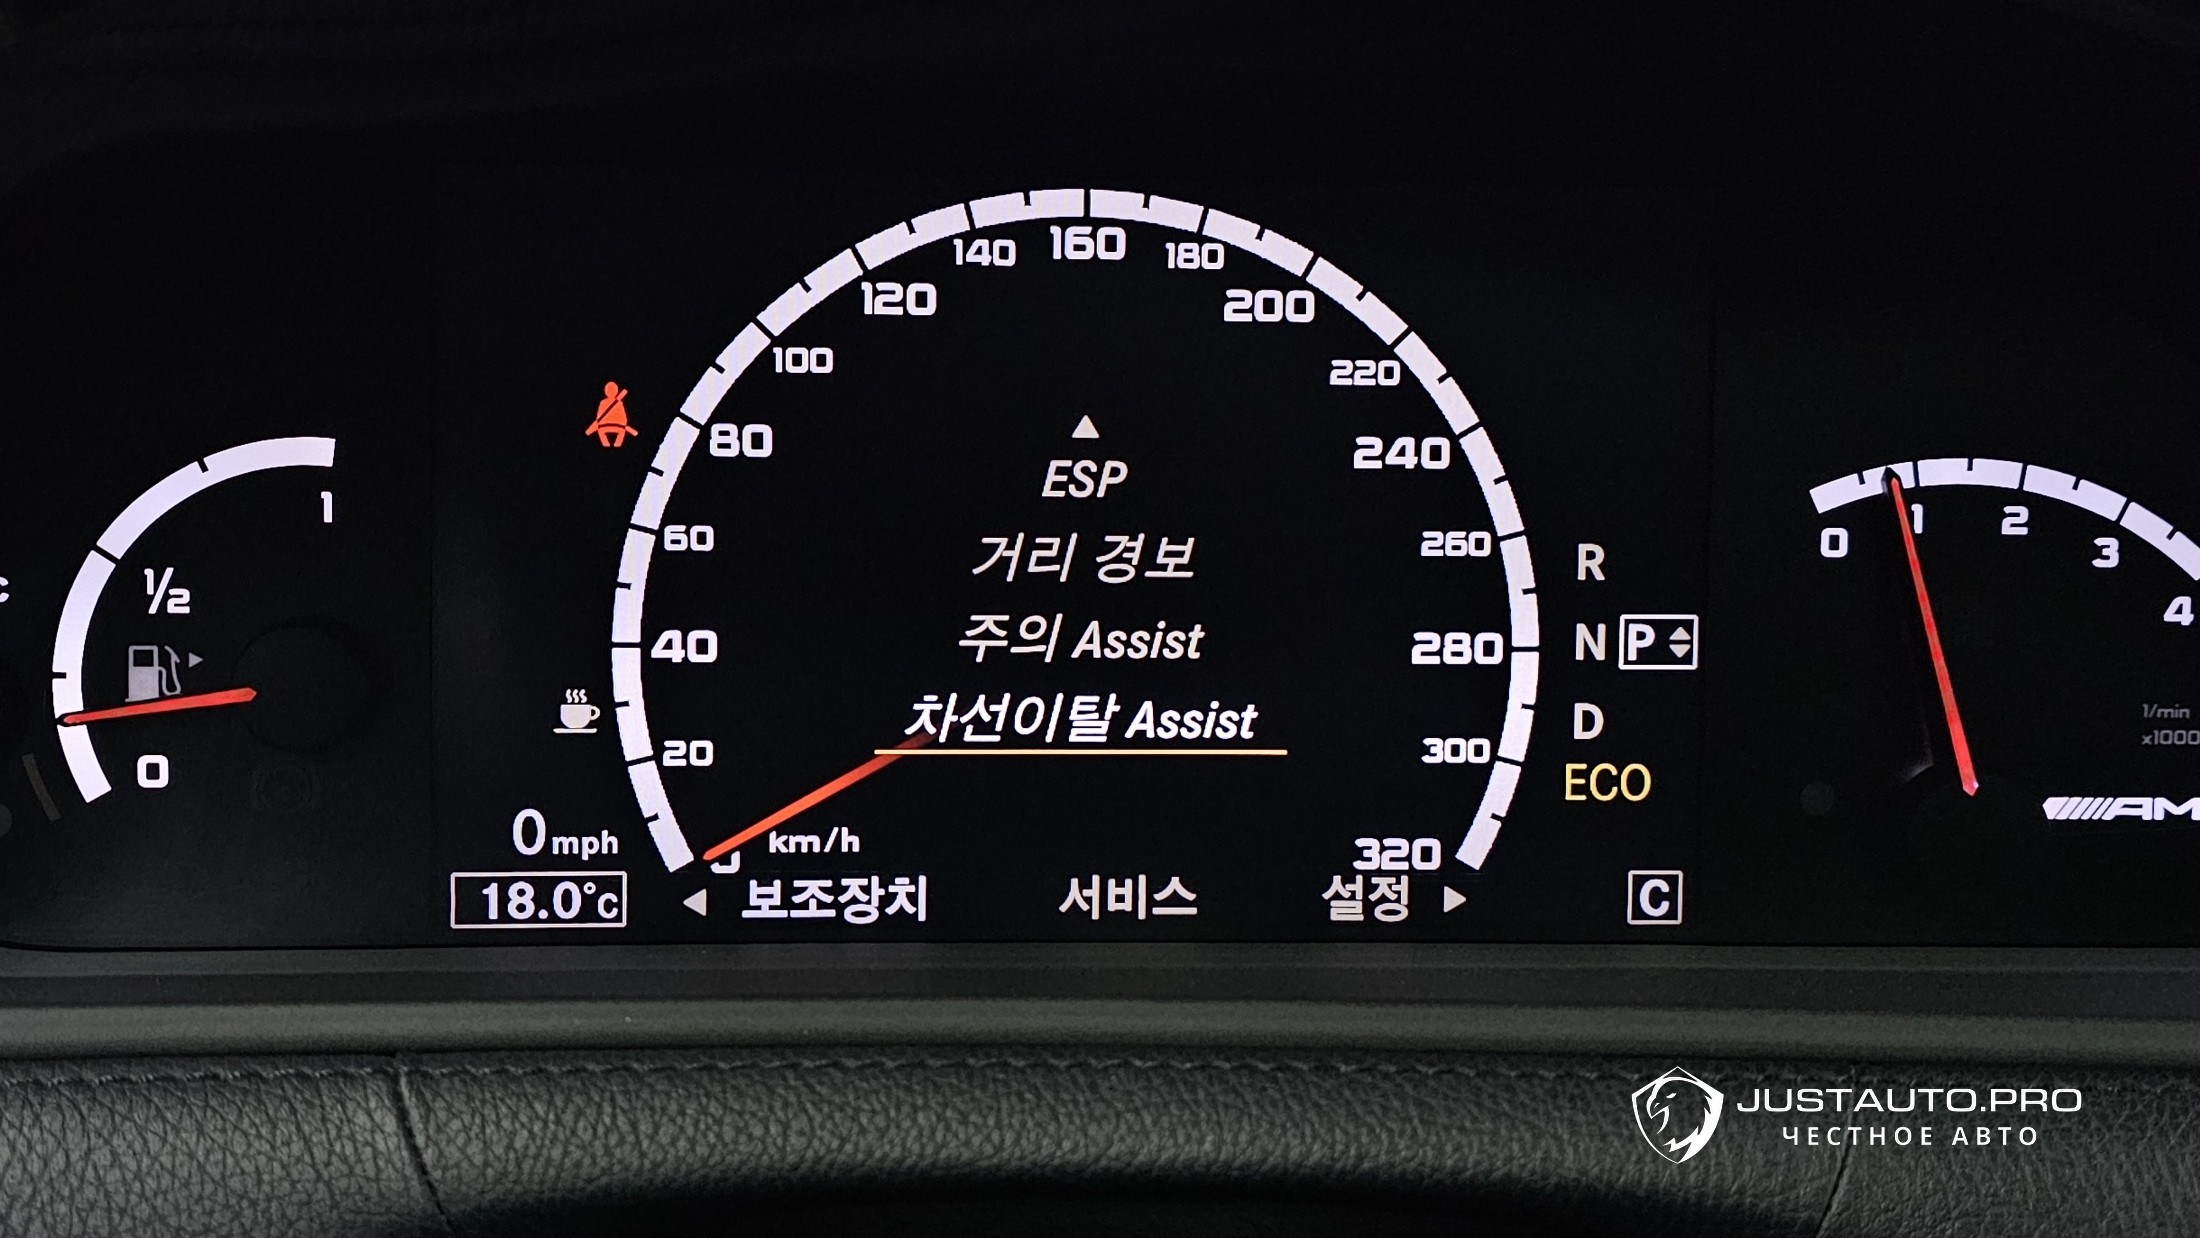 140 160 180
120 200
100 220
80 240
60 260
40 280
20 300
320
km/h
ESP
거리 경보
주의 Assist
차선이탈 Assist
보조장치 서비스 설정
1
1/2
0
0 mph
18.0°C
R
N P
D
ECO
C
0 1 2 3 4
1/min
x1000
JUSTAUTO.PRO
ЧЕСТНОЕ АВТО